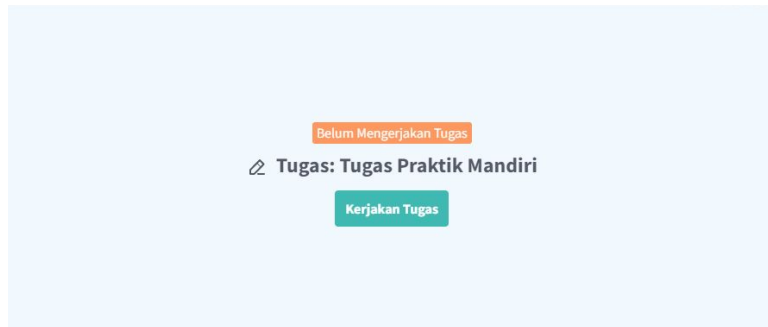 Belum Mengerjakan Tugas
Tugas: Tugas Praktik Mandiri
Kerjakan Tugas